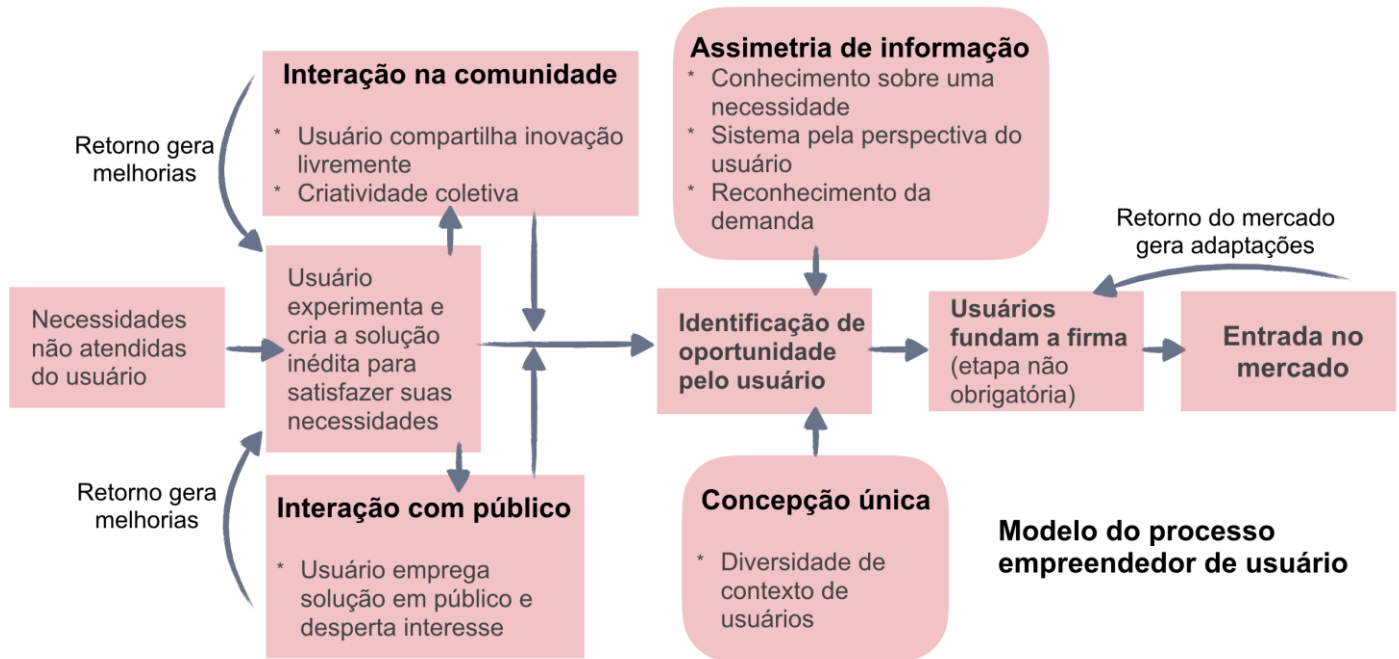 Interação na comunidade
* Usuário compartilha inovação
livremente
* Criatividade coletiva
Retorno gera
melhorias
Necessidades
não atendidas
do usuário
Usuário
experimenta e
cria a solução
inédita para
satisfazer suas
necessidades
Retorno gera
melhorias
Interação com público
* Usuário emprega
solução em público e
desperta interesse
Assimetria de informação
* Conhecimento sobre uma
necessidade
* Sistema pela perspectiva do
usuário
* Reconhecimento da
demanda
Identificação de
oportunidade
pelo usuário
Concepção única
* Diversidade de
contexto de
usuários
Retorno do mercado
gera adaptações
Usuários
fundam a firma
(etapa não
obrigatória)
Entrada no
mercado
Modelo do processo
empreendedor de usuário